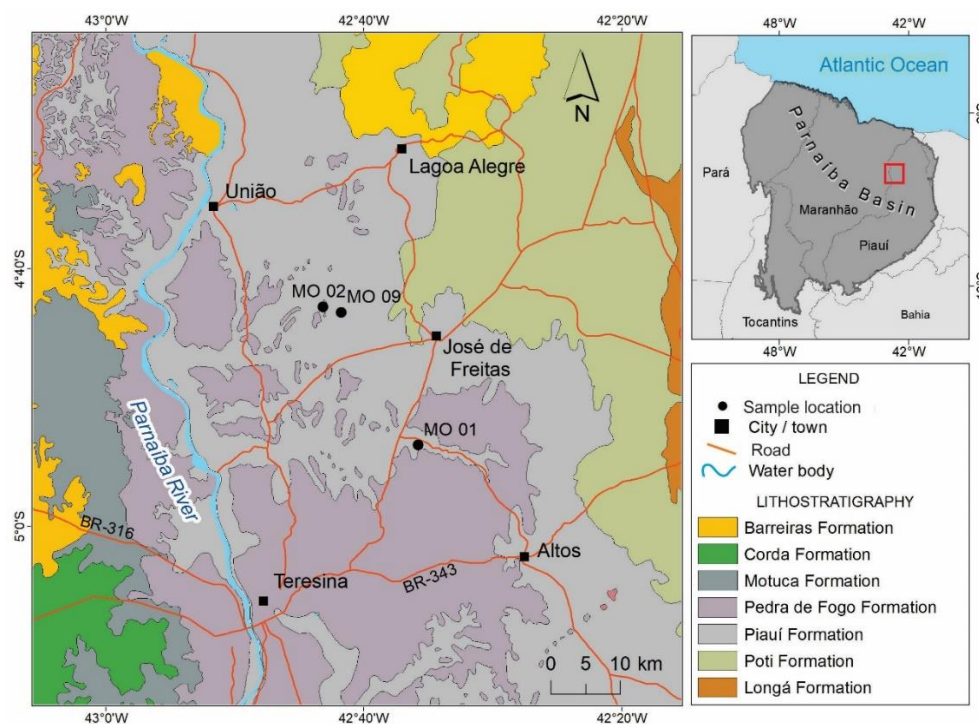 43°0'W
42°40'W
42°20'W
4°40'S
5°0'S
N
Lagoa Alegre
União
MO 02
MO 09
José de
Freitas
MO 01
Parnaíba River
BR-316
Teresina
BR-343
Altos
0 5 10 km
43°0'W
42°40'W
42°20'W
48°W
42°W
Atlantic Ocean
Parnaíba Basin
Pará
Maranhão
Piauí
Tocantins
Bahia
48°W
42°W
LEGEND
Sample location
City / town
Road
Water body
LITHOSTRATIGRAPHY
Barreiras Formation
Corda Formation
Motuca Formation
Pedra de Fogo Formation
Piauí Formation
Poti Formation
Longá Formation